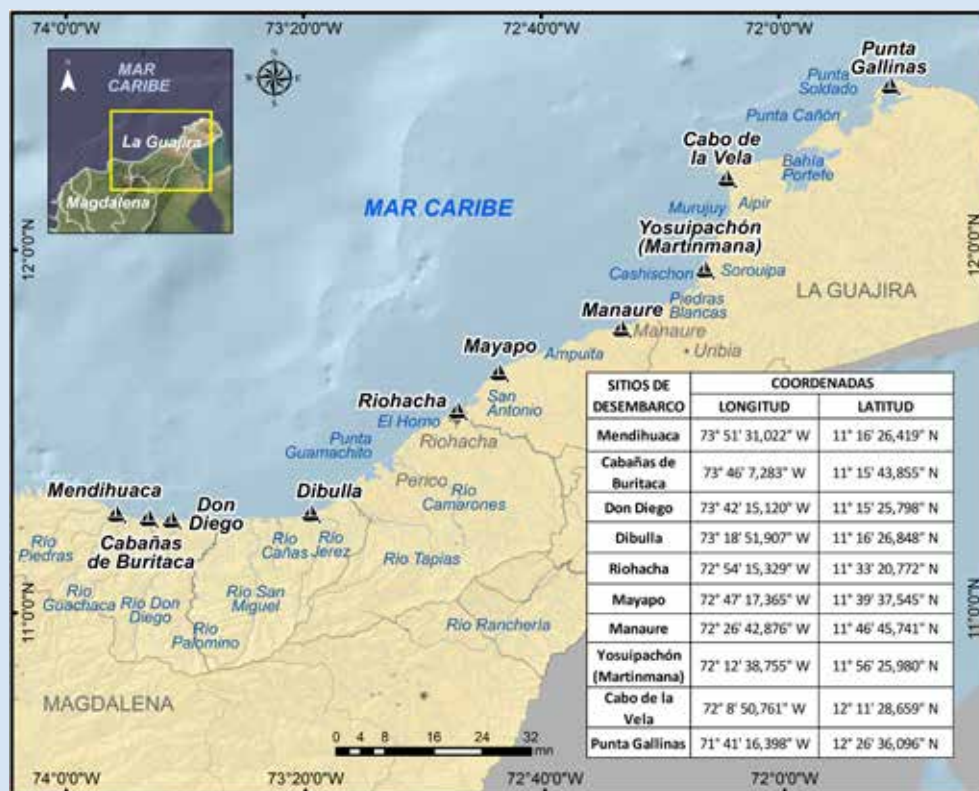 74°0'0"W 73°20'0"W 72°40'0"W 72°0'0"W
MAR
CARIBE
La Guajira
Magdalena
N
Punta
Gallinas
Punta
Soldado
Punta Cañón
Cabo de
la Vela
Bahía
Portete
MAR CARIBE
Murujuy
Aipir
Yosuipachón
(Martinmana)
12°0'0"N
12°0'0"N
Cashischon
Sorouipa
LA GUAJIRA
Piedras
Blancas
Manaure
Manaure
Uribia
Mayapo
Ampuita
San
Antonio
Riohacha
El Horno
Riohacha
Punta
Guamachito
Perico
Río
Camarones
Mendihuaca
Don
Diego
Dibulla
Cabañas
de Buritaca
Río
Piedras
Río
Cañas
Río
Jerez
Río Tapias
Río
Guachaca
Río Don
Diego
Río San
Miguel
Río
Palomino
Río Ranchería
11°0'0"N
11°0'0"N
MAGDALENA
SITIOS DE DESEMBARCO COORDENADAS
LONGITUD LATITUD
Mendihuaca 73° 51' 31,022" W 11° 16' 26,419" N
Cabañas de Buritaca 73° 46' 7,283" W 11° 15' 43,855" N
Don Diego 73° 42' 15,120" W 11° 15' 25,798" N
Dibulla 73° 18' 51,907" W 11° 16' 26,848" N
Riohacha 72° 54' 15,329" W 11° 33' 20,772" N
Mayapo 72° 47' 17,365" W 11° 39' 37,545" N
Manaure 72° 26' 42,876" W 11° 46' 45,741" N
Yosuipachón (Martinmana) 72° 12' 38,755" W 11° 56' 25,980" N
Cabo de la Vela 72° 8' 50,761" W 12° 11' 28,659" N
Punta Gallinas 71° 41' 16,398" W 12° 26' 36,096" N
0 4 8 16 24 32
mn
74°0'0"W 73°20'0"W 72°40'0"W 72°0'0"W